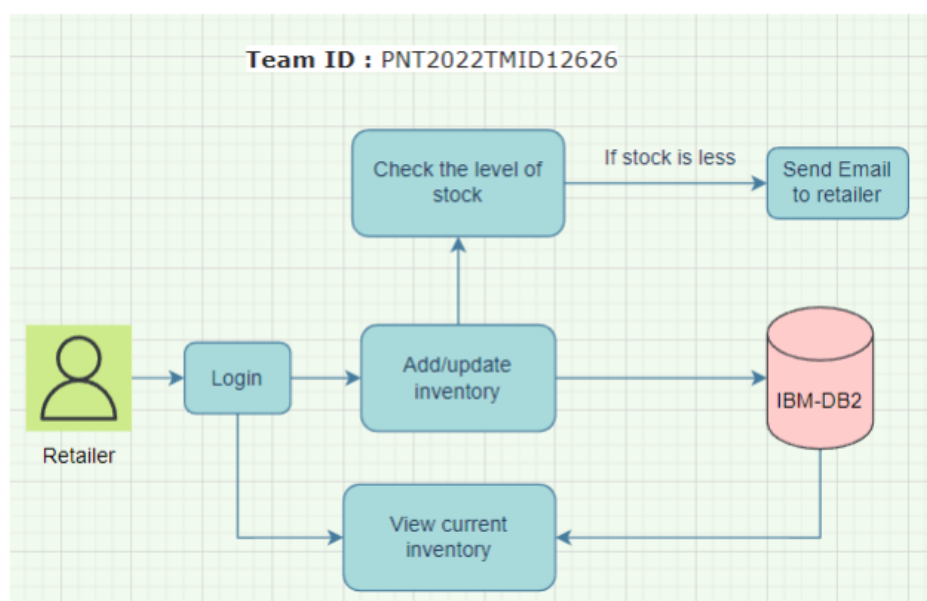 Team ID : PNT2022TMID12626
Check the level of
stock
If stock is less
Send Email
to retailer
Login
Add/update
inventory
IBM-DB2
Retailer
View current
inventory